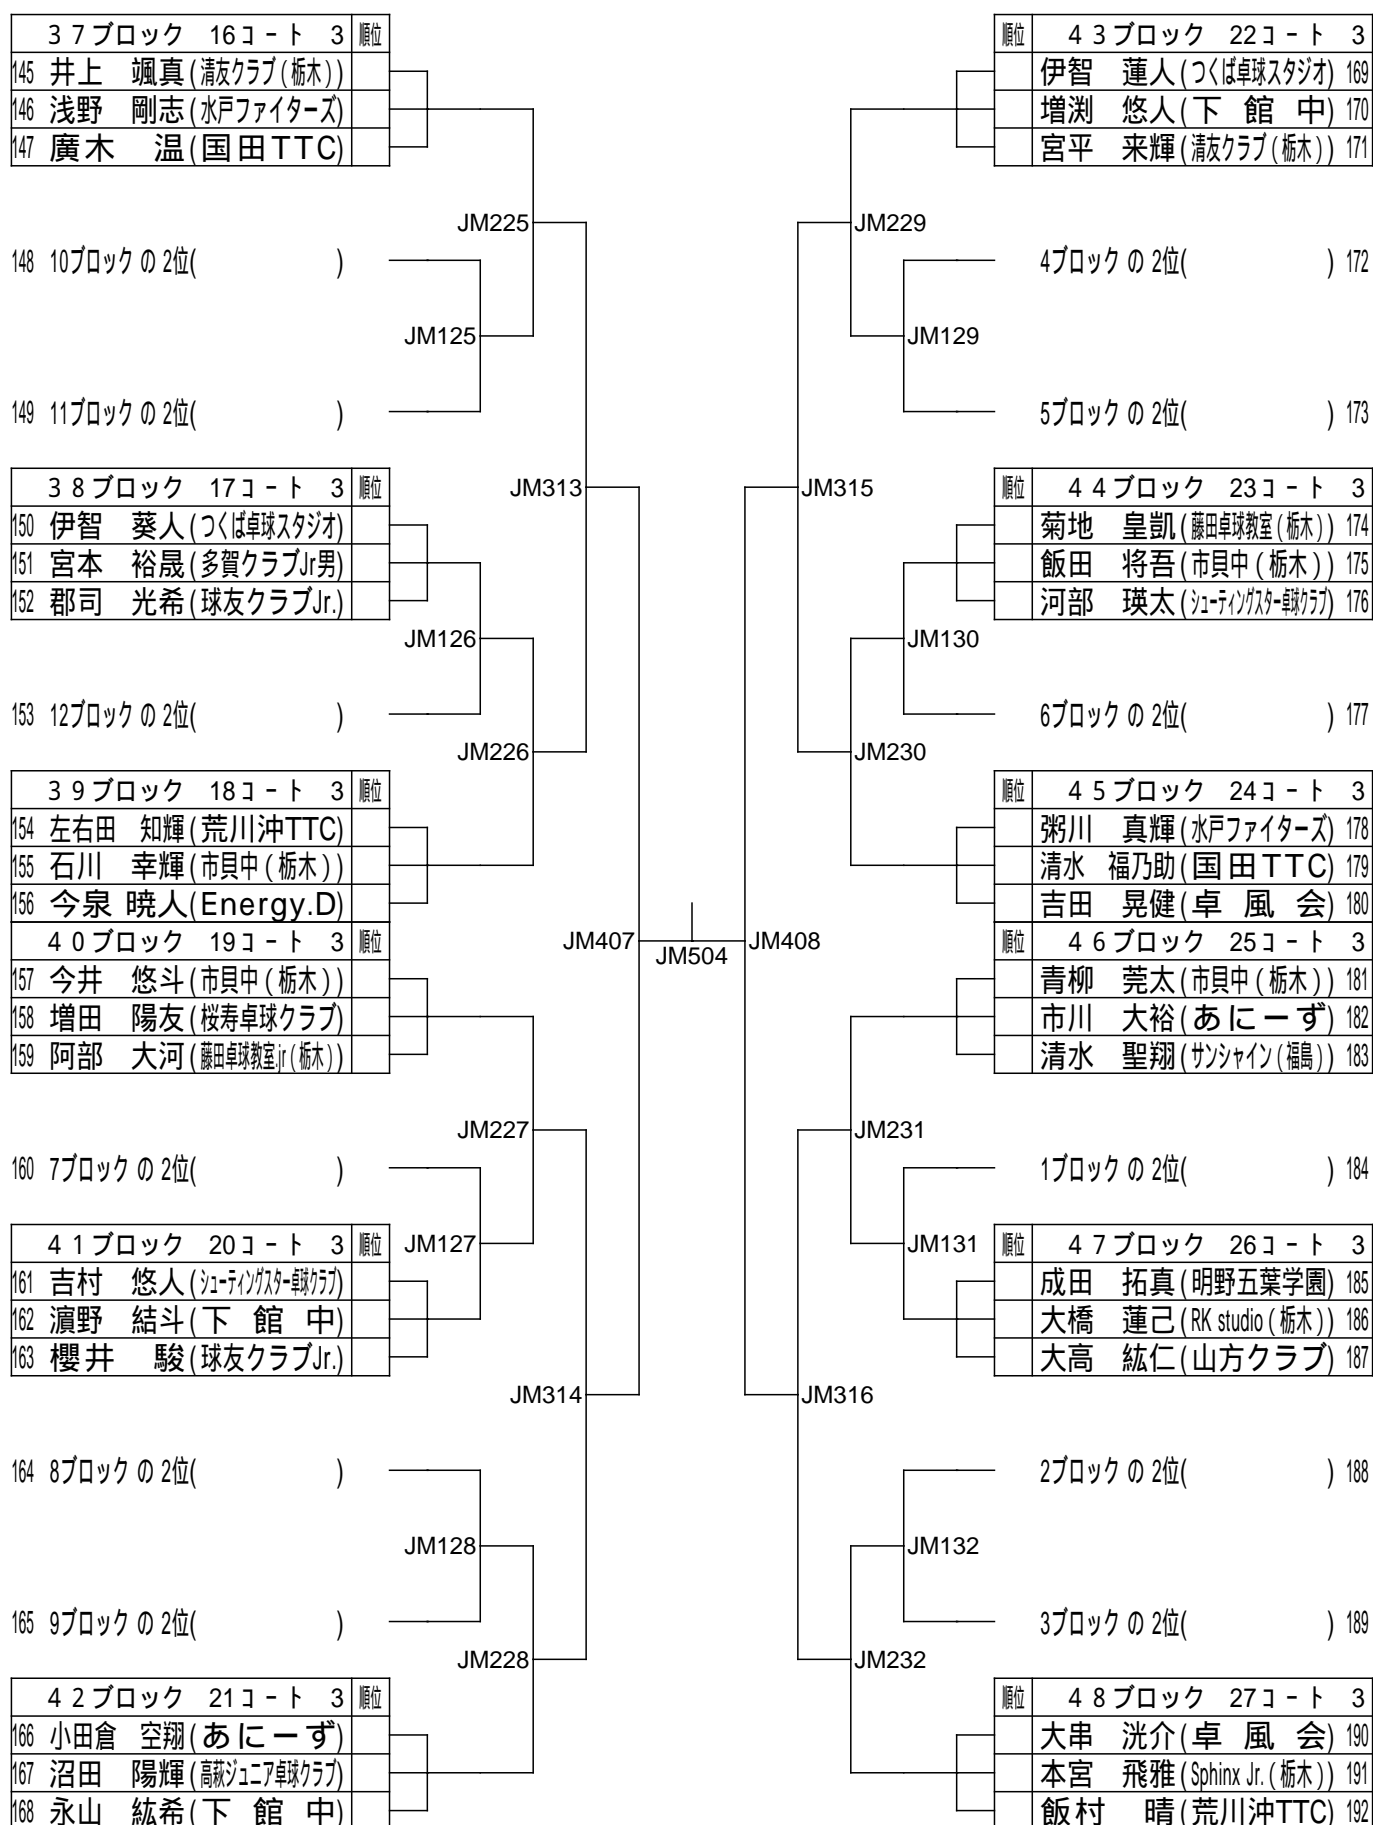 ３７ブロック 16コート 3 順位
145 井上 颯真(清友クラブ(栃木))
146 浅野 剛志(水戸ファイターズ)
147 廣木 温(国田TTC)
JM225
148 10ブロック の 2位( )
JM125
149 11ブロック の 2位( )
３８ブロック 17コート 3 順位
JM313
150 伊智 葵人(つくば卓球スタジオ)
151 宮本 裕晟(多賀クラブJr男)
152 郡司 光希(球友クラブJr.)
JM126
153 12ブロック の 2位( )
JM226
３９ブロック 18コート 3 順位
154 左右田 知輝(荒川沖TTC)
155 石川 幸輝(市貝中(栃木))
156 今泉 暁人(Energy.D)
４０ブロック 19コート 3 順位
JM407
JM504
157 今井 悠斗(市貝中(栃木))
158 増田 陽友(桜寿卓球クラブ)
159 阿部 大河(藤田卓球教室jr(栃木))
JM227
160 7ブロック の 2位( )
４１ブロック 20コート 3 順位
JM127
161 吉村 悠人(シューティングスター卓球クラブ)
162 濵野 結斗(下館中)
163 櫻井 駿(球友クラブJr.)
JM314
164 8ブロック の 2位( )
JM128
165 9ブロック の 2位( )
JM228
４２ブロック 21コート 3 順位
166 小田倉 空翔(あにーず)
167 沼田 陽輝(高萩ジュニア卓球クラブ)
168 永山 紘希(下館中)
順位 ４３ブロック 22コート 3
伊智 蓮人(つくば卓球スタジオ) 169
増渕 悠人(下館中) 170
宮平 来輝(清友クラブ(栃木)) 171
JM229
4ブロック の 2位( ) 172
JM129
5ブロック の 2位( ) 173
JM315
順位 ４４ブロック 23コート 3
菊地 皇凱(藤田卓球教室(栃木)) 174
飯田 将吾(市貝中(栃木)) 175
河部 瑛太(シューティングスター卓球クラブ) 176
JM130
6ブロック の 2位( ) 177
JM230
順位 ４５ブロック 24コート 3
粥川 真輝(水戸ファイターズ) 178
清水 福乃助(国田TTC) 179
吉田 晃健(卓風会) 180
JM408
順位 ４６ブロック 25コート 3
青柳 莞太(市貝中(栃木)) 181
市川 大裕(あにーず) 182
清水 聖翔(サンシャイン(福島)) 183
JM231
1ブロック の 2位( ) 184
JM131
順位 ４７ブロック 26コート 3
成田 拓真(明野五葉学園) 185
大橋 蓮己(RK studio(栃木)) 186
大高 紘仁(山方クラブ) 187
JM316
2ブロック の 2位( ) 188
JM132
3ブロック の 2位( ) 189
JM232
順位 ４８ブロック 27コート 3
大串 洸介(卓風会) 190
本宮 飛雅(Sphinx Jr.(栃木)) 191
飯村 晴(荒川沖TTC) 192